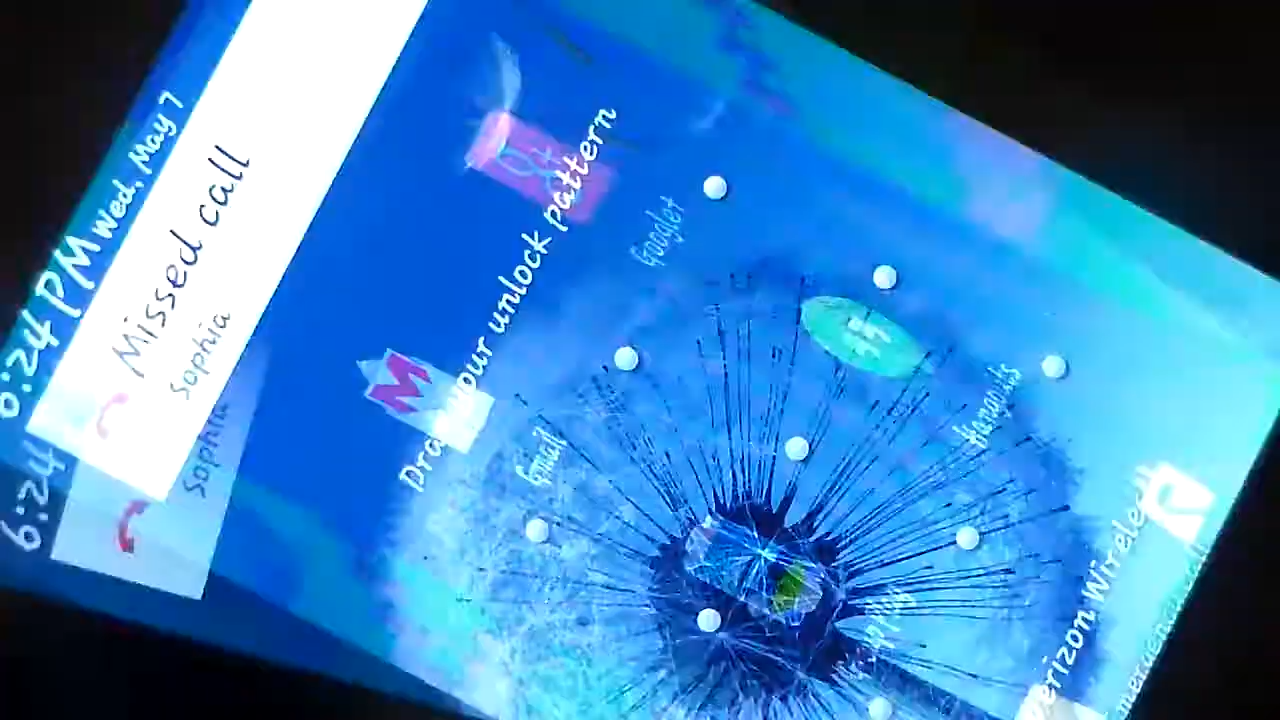 6:24 PM
Wed, May 7
6:24
Missed call
Sophia
Sophia
Draw your unlock pattern
Gmail
Hangouts
Verizon Wireless